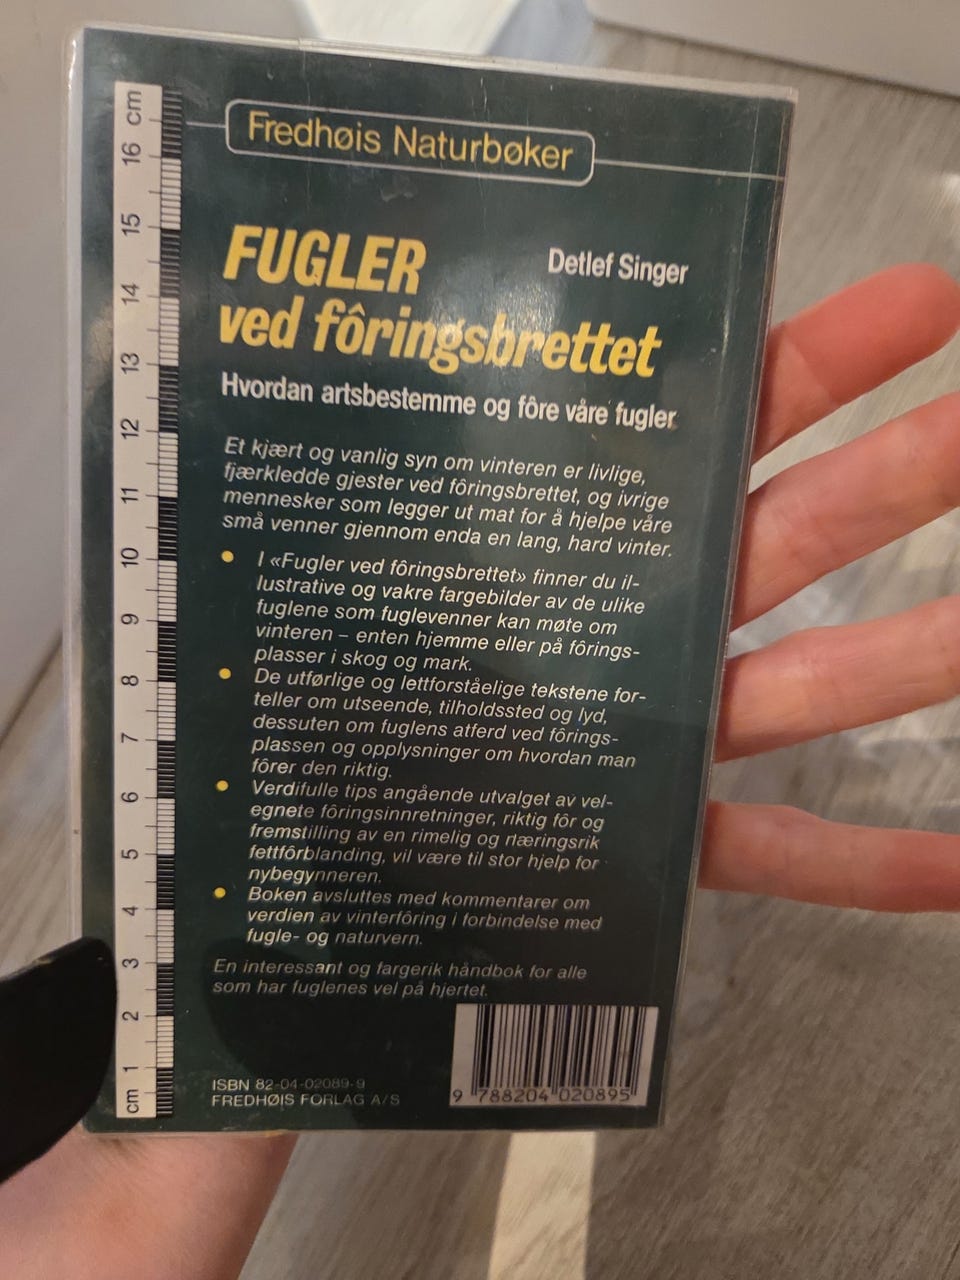 Fredhøis Naturbøker
FUGLER
Detlef Singer
ved fôringsbrettet
Hvordan artsbestemme og fôre våre fugler
Et kjært og vanlig syn om vinteren er livlige,
fjærkledde gjester ved fôringsbrettet, og ivrige
mennesker som legger ut mat for å hjelpe våre
små venner gjennom enda en lang, hard vinter.
• I «Fugler ved fôringsbrettet» finner du il-
lustrative og vakre fargebilder av de ulike
fuglene som fuglevenner kan møte om
vinteren – enten hjemme eller på fôrings-
plasser i skog og mark.
• De utførlige og lettforståelige tekstene for-
teller om utseende, tilholdssted og lyd,
dessuten om fuglens atferd ved fôrings-
plassen og opplysninger om hvordan man
fôrer den riktig.
• Verdifulle tips angående utvalget av vel-
egnete fôringsinnretninger, riktig fôr og
fremstilling av en rimelig og næringsrik
fettfôrblanding, vil være til stor hjelp for
nybegynneren.
• Boken avsluttes med kommentarer om
verdien av vinterfôring i forbindelse med
fugle- og naturvern.
En interessant og fargerik håndbok for alle
som har fuglenes vel på hjertet.
ISBN 82-04-02089-9
FREDHØIS FORLAG A/S
9 788204 020895
cm
16
15
14
13
12
11
10
9
8
7
6
5
4
3
2
1
cm